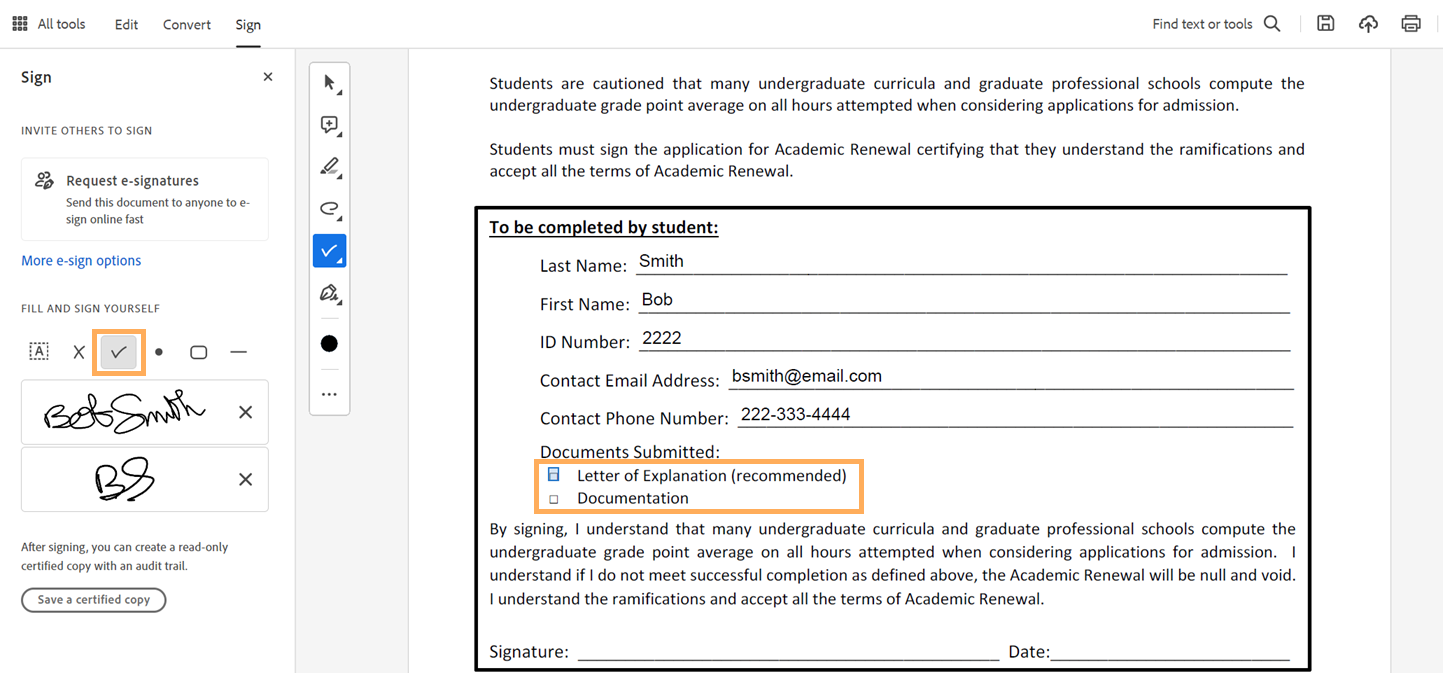 All tools Edit Convert Sign Find text or tools
Sign
INVITE OTHERS TO SIGN
Request e-signatures
Send this document to anyone to e-
sign online fast
More e-sign options
FILL AND SIGN YOURSELF
A
Bob Smith
BS
After signing, you can create a read-only
certified copy with an audit trail.
Save a certified copy
Students are cautioned that many undergraduate curricula and graduate professional schools compute the
undergraduate grade point average on all hours attempted when considering applications for admission.
Students must sign the application for Academic Renewal certifying that they understand the ramifications and
accept all the terms of Academic Renewal.
To be completed by student:
Last Name: Smith
First Name: Bob
ID Number: 2222
Contact Email Address: bsmith@email.com
Contact Phone Number: 222-333-4444
Documents Submitted:
Letter of Explanation (recommended)
Documentation
By signing, I understand that many undergraduate curricula and graduate professional schools compute the
undergraduate grade point average on all hours attempted when considering applications for admission. I
understand if I do not meet successful completion as defined above, the Academic Renewal will be null and void.
I understand the ramifications and accept all the terms of Academic Renewal.
Signature: Date: